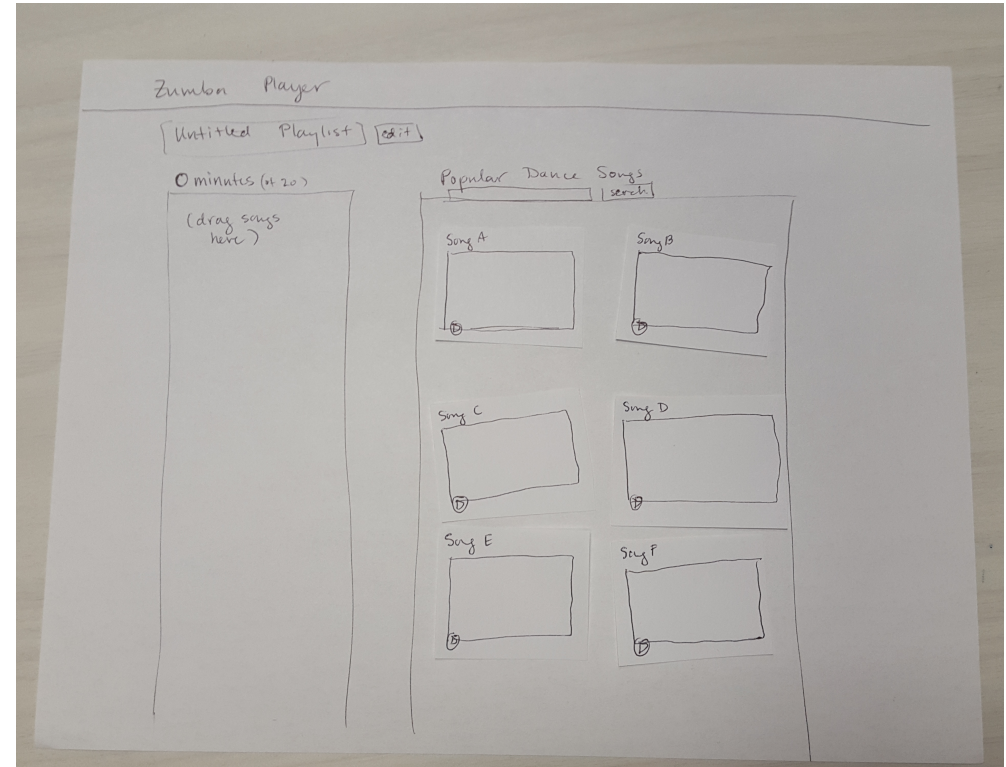 Zumba Player
Untitled Playlist edit
0 minutes (of 20)
(drag songs
here)
Popular Dance Songs
serch
Song A
Song B
Song C
Song D
Song E
Song F